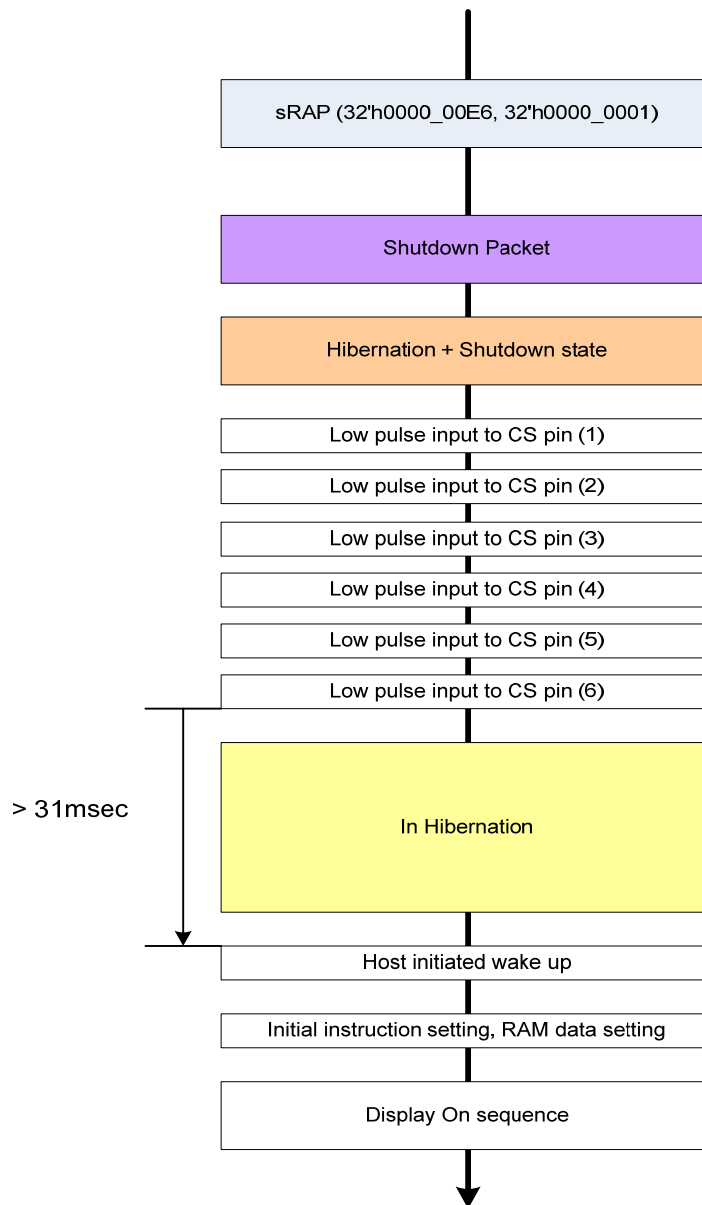 sRAP (32'h0000_00E6, 32'h0000_0001)
Shutdown Packet
Hibernation + Shutdown state
Low pulse input to CS pin (1)
Low pulse input to CS pin (2)
Low pulse input to CS pin (3)
Low pulse input to CS pin (4)
Low pulse input to CS pin (5)
Low pulse input to CS pin (6)
> 31msec
In Hibernation
Host initiated wake up
Initial instruction setting, RAM data setting
Display On sequence